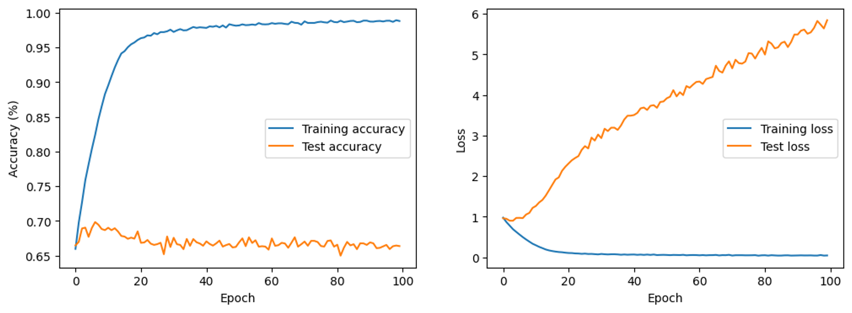 1.00
0.95
0.90
0.85
0.80
0.75
0.70
0.65
Accuracy (%)
Training accuracy
Test accuracy
0 20 40 60 80 100
Epoch
6
5
4
3
2
1
0
Loss
Training loss
Test loss
0 20 40 60 80 100
Epoch